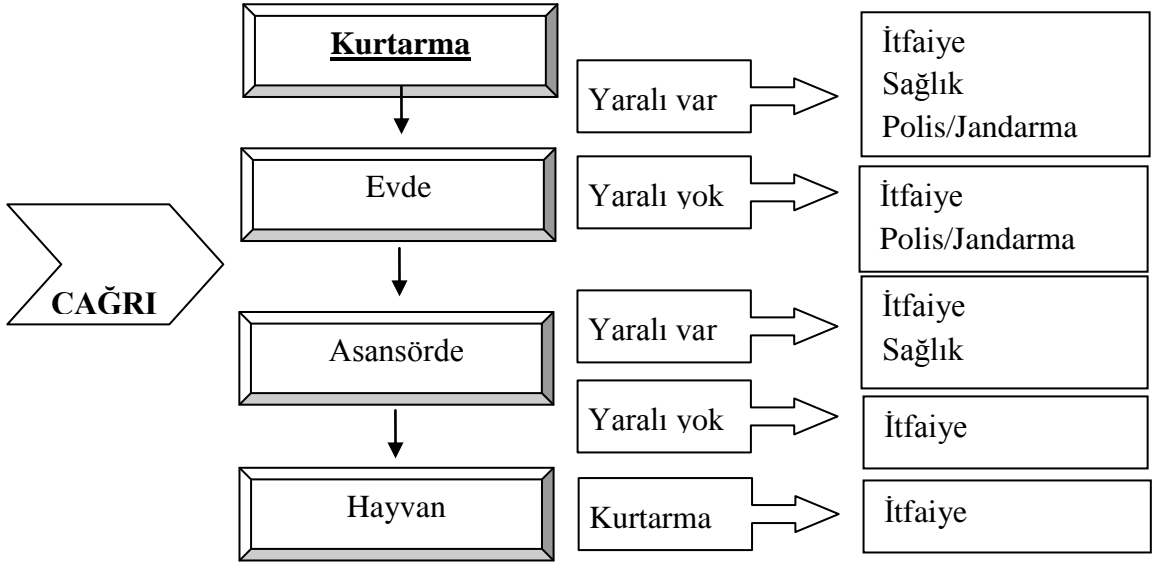 Kurtarma
Yaralı var
İtfaiye
Sağlık
Polis/Jandarma
Evde
Yaralı yok
İtfaiye
Polis/Jandarma
CAĞRI
Asansörde
Yaralı var
İtfaiye
Sağlık
Yaralı yok
İtfaiye
Hayvan
Kurtarma
İtfaiye